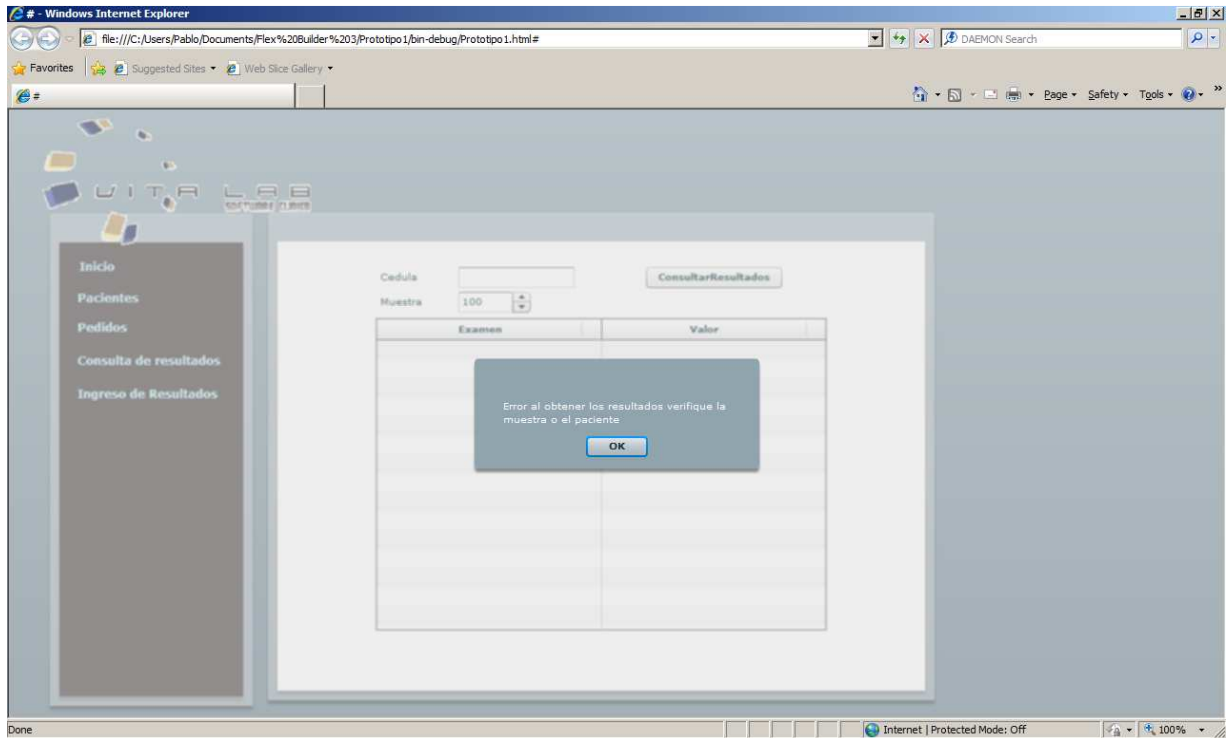 # - Windows Internet Explorer
file:///C:/Users/Pablo/Documents/Flex%20Builder%203/Prototipo1/bin-debug/Prototipo1.html#
DAEMON Search
Favorites Suggested Sites Web Slice Gallery
#
Page Safety Tools »
VITA LAB
Inicio
Pacientes
Pedidos
Consulta de resultados
Ingreso de Resultados
Cedula ConsultarResultados
Muestra 100
Examen Valor
Error al obtener los resultados verifique la
muestra o el paciente
OK
Done Internet | Protected Mode: Off 100%